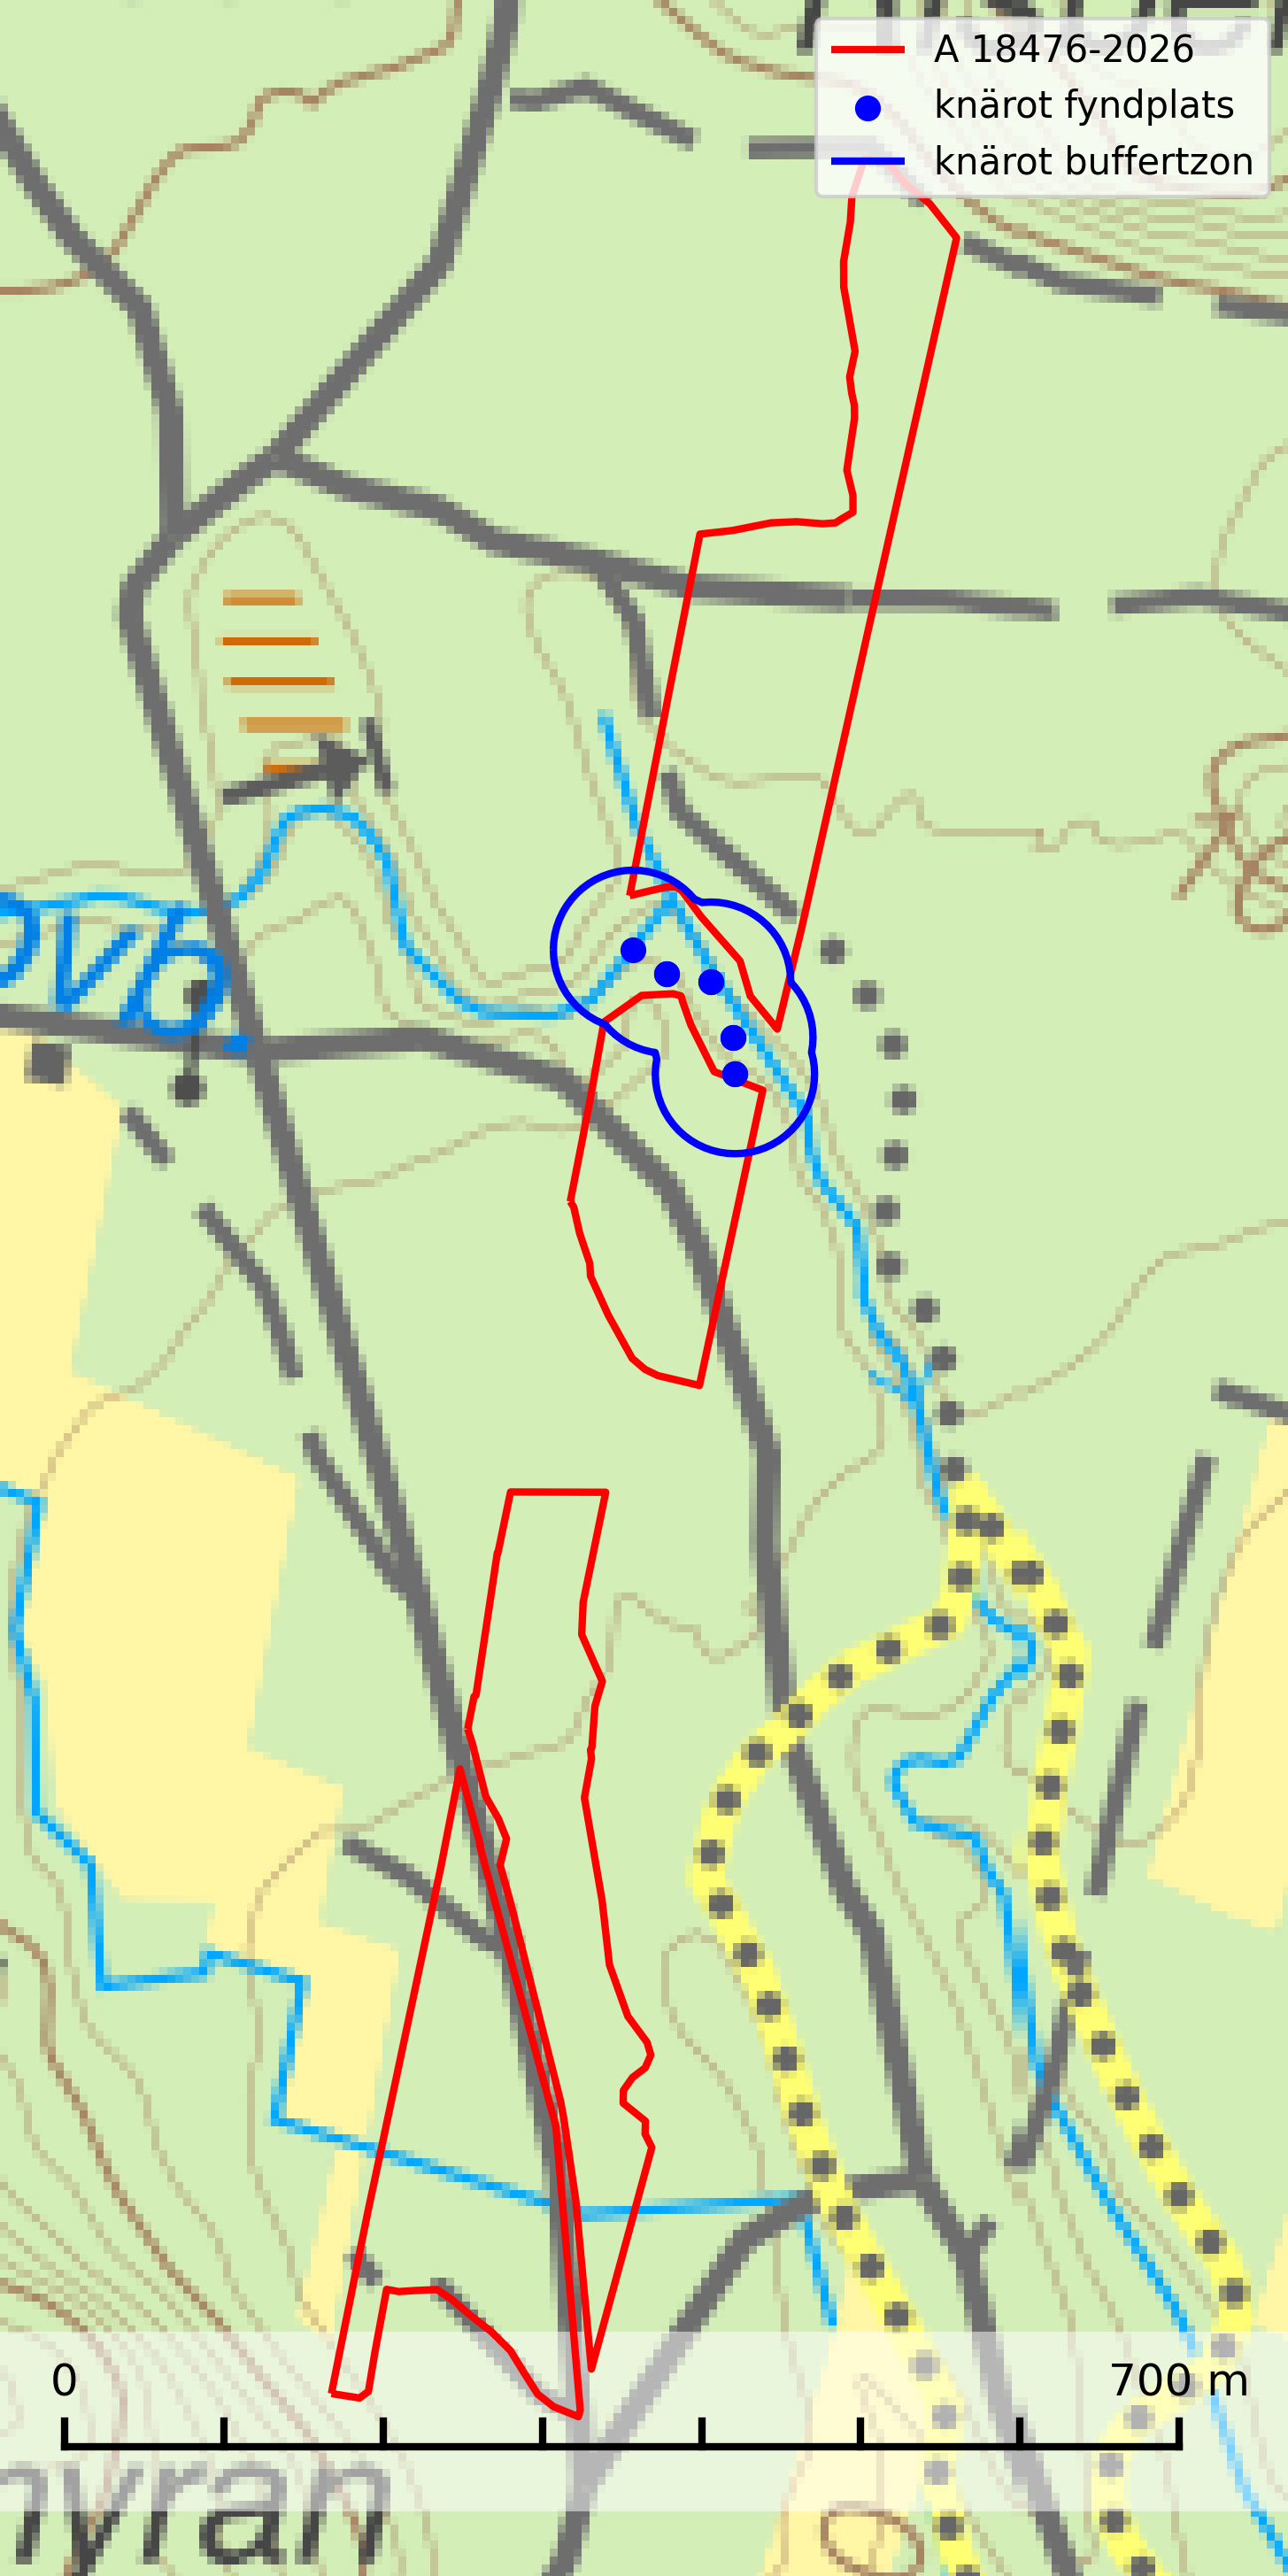 A 18476-2026
knärot fyndplats
knärot buffertzon
0 700 m